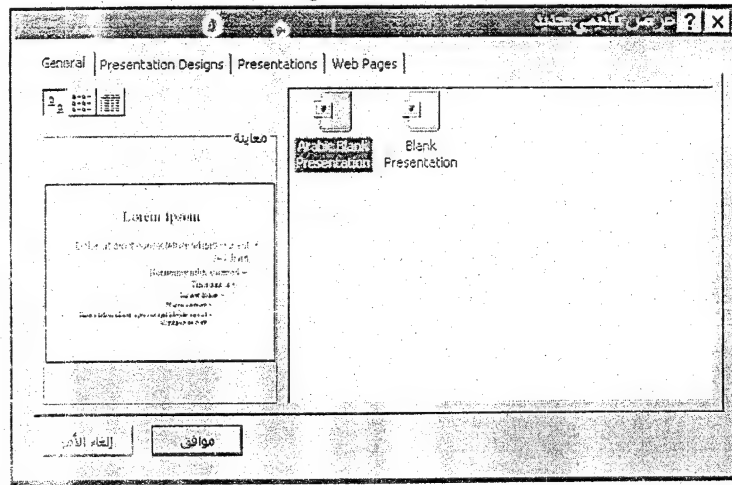 عرض تقديمي جديد
General
Presentation Designs
Presentations
Web Pages
معاينة
Lorem Ipsum
Arabic Blank
Presentation
Blank
Presentation
إلغاء الأمر
موافق